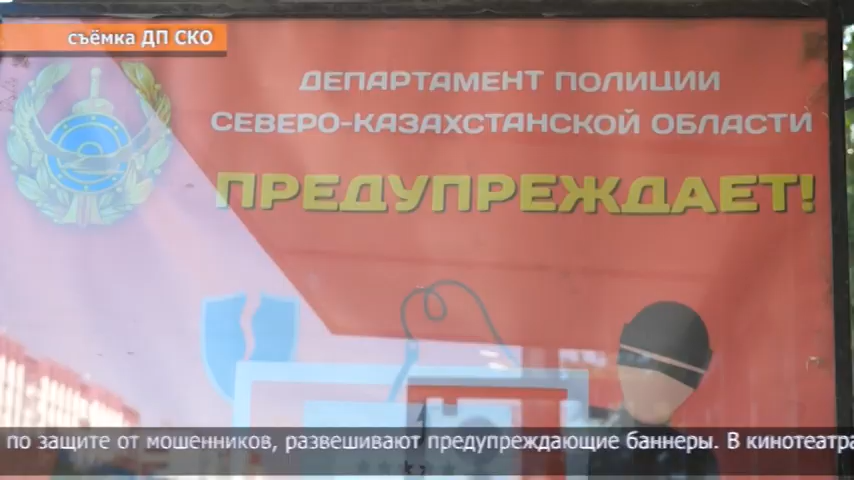 съёмка ДП СКО
ДЕПАРТАМЕНТ ПОЛИЦИИ
СЕВЕРО-КАЗАХСТАНСКОЙ ОБЛАСТИ
ПРЕДУПРЕЖДАЕТ!
по защите от мошенников, развешивают предупреждающие баннеры. В кинотеатра